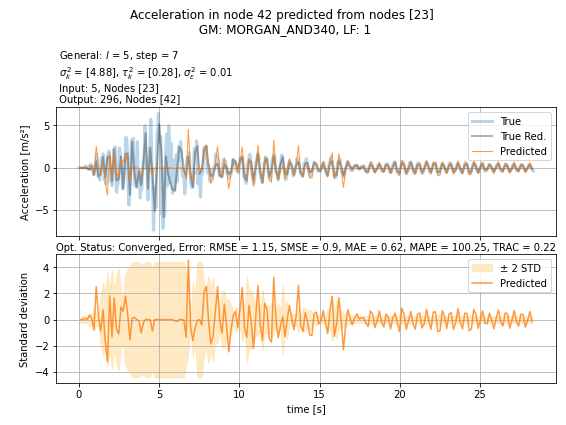 Acceleration in node 42 predicted from nodes [23]
GM: MORGAN_AND340, LF: 1
General: l = 5, step = 7
σ²ₖ = [4.88], τ²ₖ = [0.28], σ²ε = 0.01
Input: 5, Nodes [23]
Output: 296, Nodes [42]
True
True Red.
Predicted
Acceleration [m/s²]
5
0
−5
Opt. Status: Converged, Error: RMSE = 1.15, SMSE = 0.9, MAE = 0.62, MAPE = 100.25, TRAC = 0.22
± 2 STD
Predicted
Standard deviation
4
2
0
−2
−4
0 5 10 15 20 25
time [s]